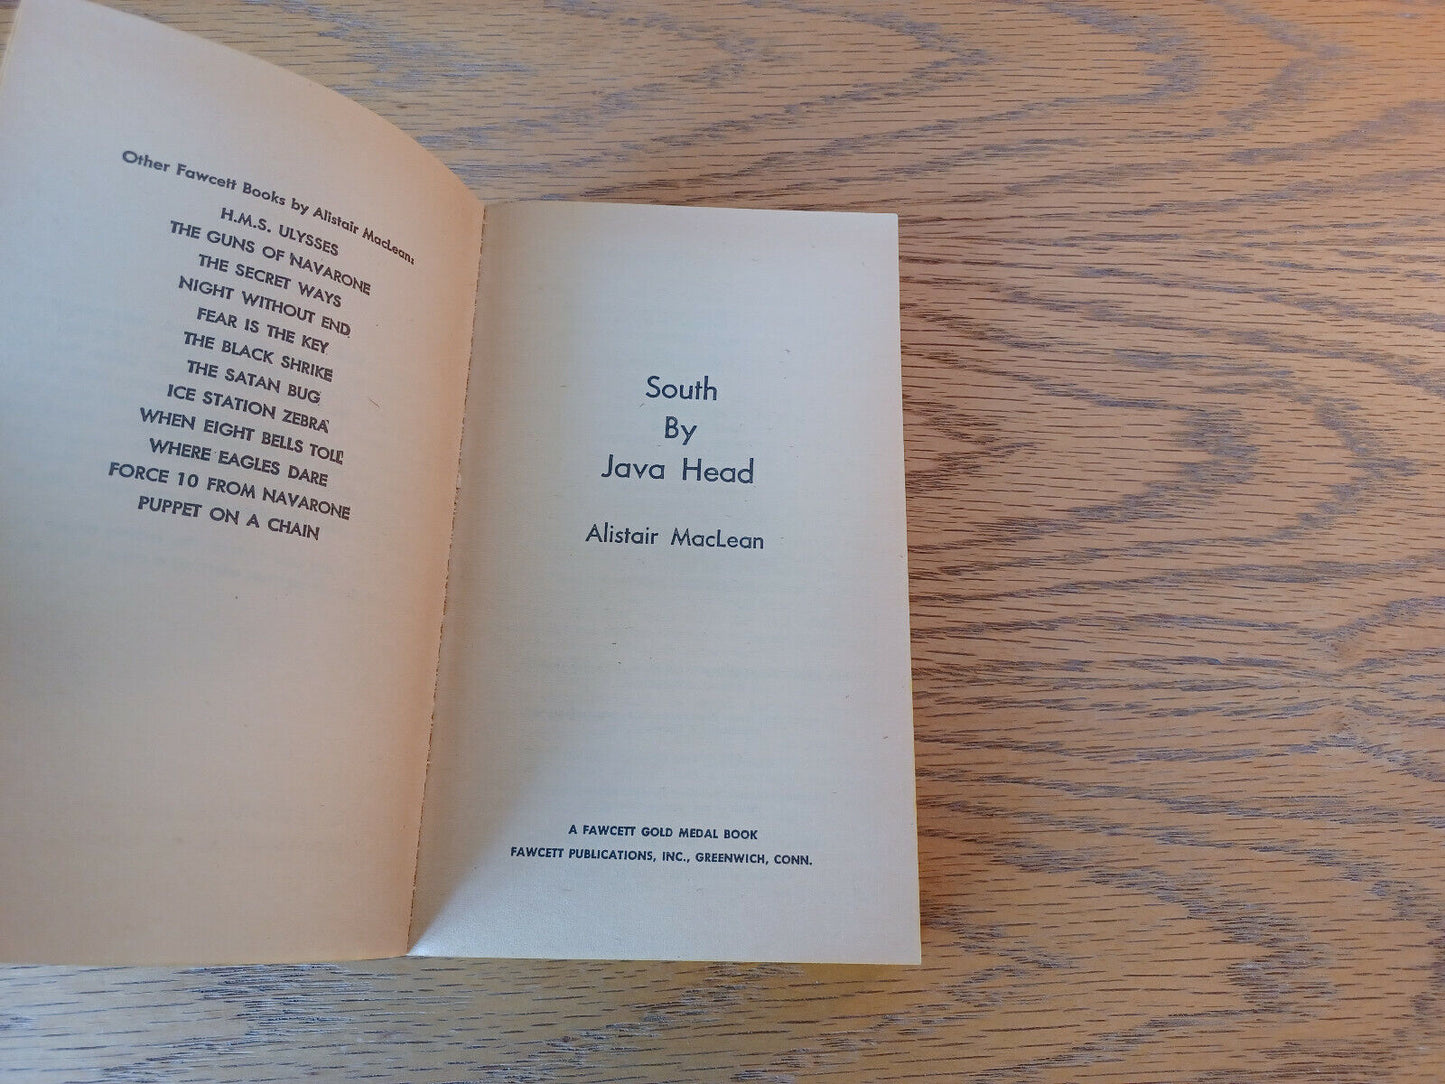 Other Fawcett Books by Alistair MacLean:
H.M.S. ULYSSES
THE GUNS OF NAVARONE
THE SECRET WAYS
NIGHT WITHOUT END
FEAR IS THE KEY
THE BLACK SHRIKE
THE SATAN BUG
ICE STATION ZEBRA
WHEN EIGHT BELLS TOLL
WHERE EAGLES DARE
FORCE 10 FROM NAVARONE
PUPPET ON A CHAIN
South
By
Java Head
Alistair MacLean
A FAWCETT GOLD MEDAL BOOK
FAWCETT PUBLICATIONS, INC., GREENWICH, CONN.